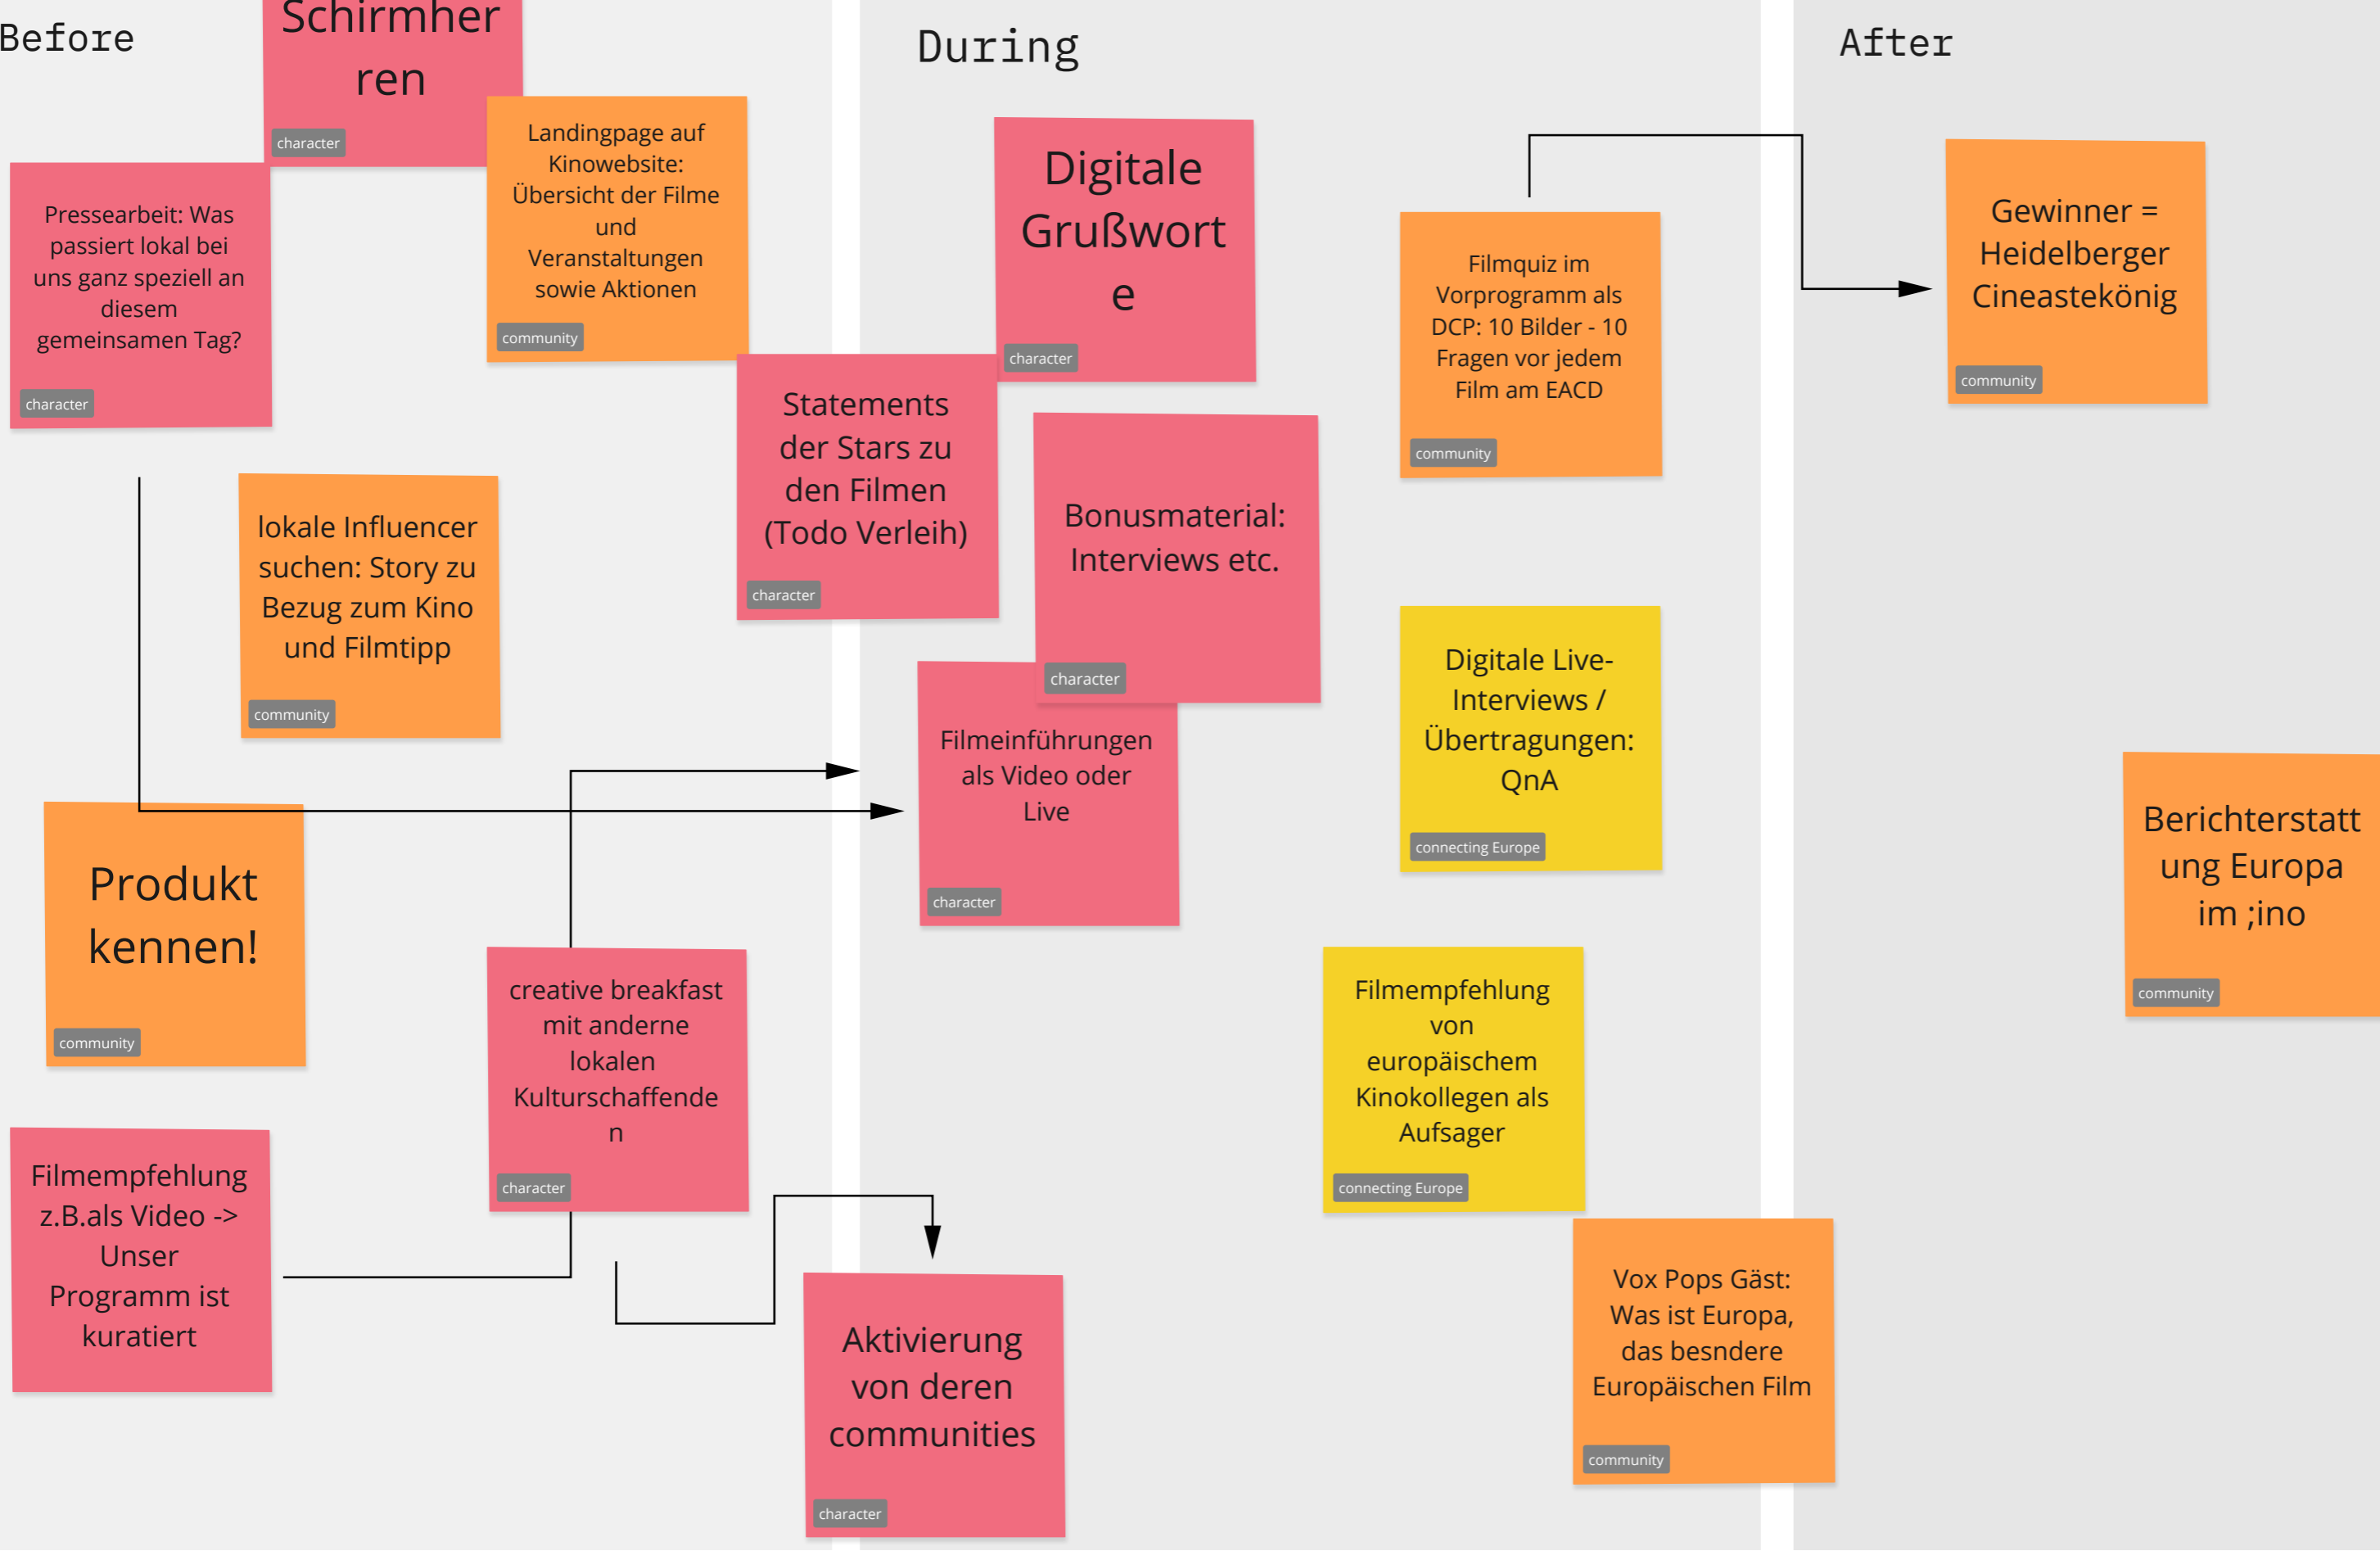 Before
Schirmher
ren
character
Landingpage auf
Kinowebsite:
Übersicht der Filme
und
Veranstaltungen
sowie Aktionen
community
Pressearbeit: Was
passiert lokal bei
uns ganz speziell an
diesem
gemeinsamen Tag?
character
lokale Influencer
suchen: Story zu
Bezug zum Kino
und Filmtipp
community
Produkt
kennen!
community
creative breakfast
mit anderne
lokalen
Kulturschaffende
n
character
Filmempfehlung
z.B.als Video ->
Unser
Programm ist
kuratiert
During
Digitale
Grußwort
e
character
Statements
der Stars zu
den Filmen
(Todo Verleih)
character
Bonusmaterial:
Interviews etc.
character
Filmeinführungen
als Video oder
Live
character
Filmquiz im
Vorprogramm als
DCP: 10 Bilder - 10
Fragen vor jedem
Film am EACD
community
Digitale Live-
Interviews /
Übertragungen:
QnA
connecting Europe
Filmempfehlung
von
europäischem
Kinokollegen als
Aufsager
connecting Europe
Aktivierung
von deren
communities
character
Vox Pops Gäst:
Was ist Europa,
das besndere
Europäischen Film
community
After
Gewinner =
Heidelberger
Cineastekönig
community
Berichterstatt
ung Europa
im ;ino
community